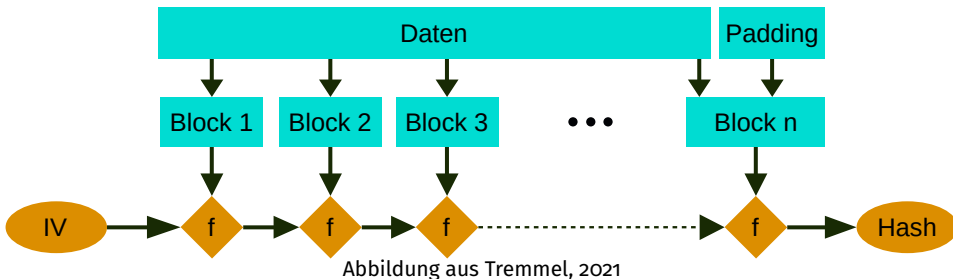 Daten Padding
Block 1 Block 2 Block 3 ••• Block n
IV f f f f Hash
Abbildung aus Tremmel, 2021